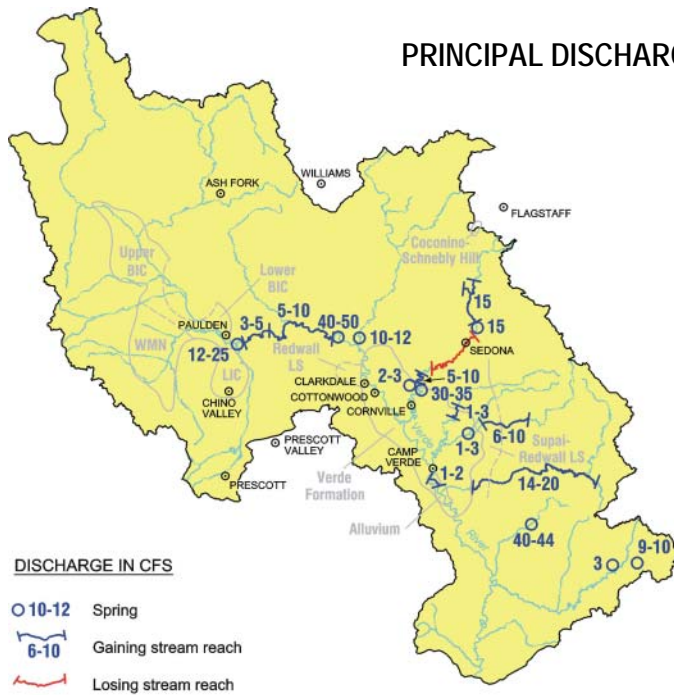 PRINCIPAL DISCHARG
WILLIAMS
ASH FORK
FLAGSTAFF
Coconino-
Schnebly Hill
Upper
BIC
Lower
BIC
15
5-10
40-50
10-12
15
3-5
PAULDEN
WMN
SEDONA
12-25
Redwall
LS
LIC
2-3
5-10
CLARKDALE
30-35
COTTONWOOD
CHINO
VALLEY
CORNVILLE
1-3
Verde
6-10
PRESCOTT
VALLEY
1-3
Supai-
Redwall LS
CAMP
VERDE
1-2
PRESCOTT
Verde
Formation
14-20
Alluvium
River
40-44
9-10
3
DISCHARGE IN CFS
10-12 Spring
6-10 Gaining stream reach
Losing stream reach